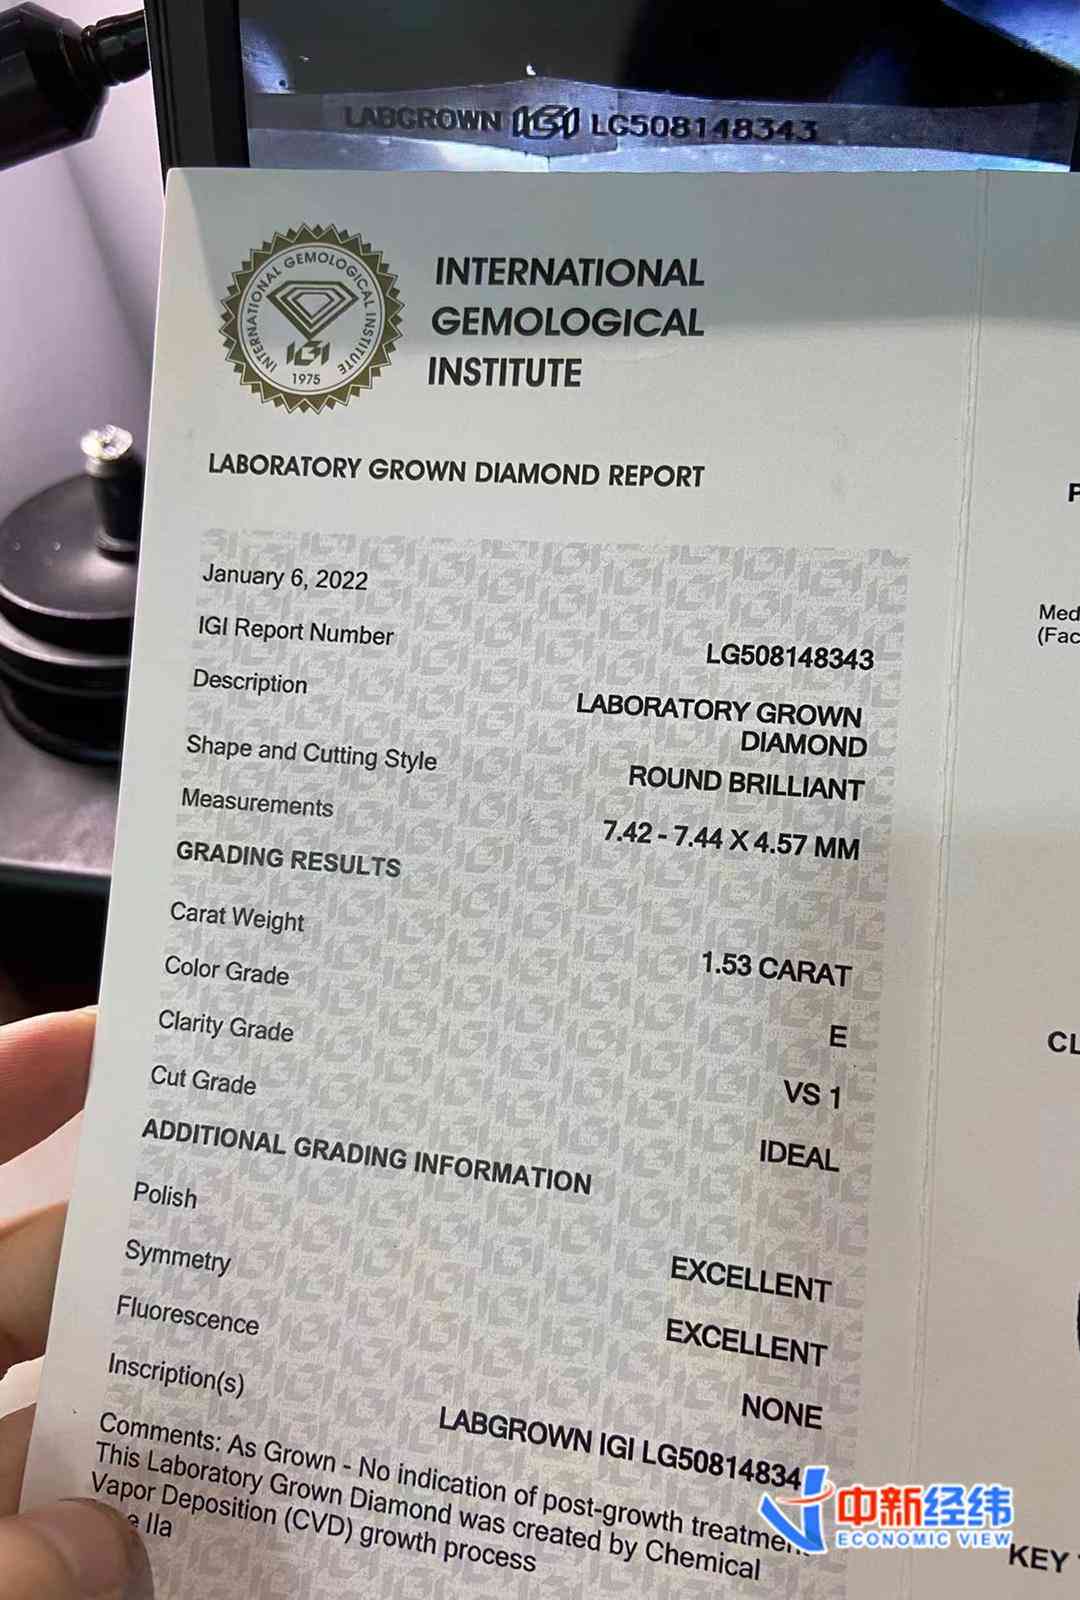 LABGROWN IGI LG508148343
INTERNATIONAL GEMOLOGICAL INSTITUTE
IGI
1975
INTERNATIONAL
GEMOLOGICAL
INSTITUTE
LABORATORY GROWN DIAMOND REPORT
January 6, 2022
IGI Report Number LG508148343
Description LABORATORY GROWN
DIAMOND
Shape and Cutting Style ROUND BRILLIANT
Measurements 7.42 - 7.44 X 4.57 MM
GRADING RESULTS
Carat Weight 1.53 CARAT
Color Grade E
Clarity Grade VS 1
Cut Grade IDEAL
ADDITIONAL GRADING INFORMATION
Polish EXCELLENT
Symmetry EXCELLENT
Fluorescence NONE
Inscription(s) LABGROWN IGI LG50814834
Comments: As Grown - No indication of post-growth treatmen
This Laboratory Grown Diamond was created by Chemical
Vapor Deposition (CVD) growth process
e IIa
Med
(Fac
CL
KEY
中新经纬
ECONOMIC VIEW